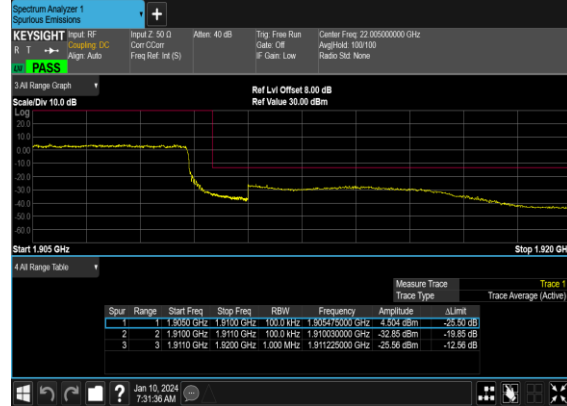 Spectrum Analyzer 1
Spurious Emissions
KEYSIGHT Input: RF Input Z: 50 Ω Atten: 40 dB Trig: Free Run Center Freq: 22.005000000 GHz
R T Coupling: DC Corr CCorr Gate: Off Avg|Hold: 100/100
Align: Auto Freq Ref: Int (S) IF Gain: Low Radio Std: None
PASS
3 All Range Graph
Ref Lvl Offset 8.00 dB
Scale/Div 10.0 dB Ref Value 30.00 dBm
Log
20.0
10.0
0.00
-10.0
-20.0
-30.0
-40.0
-50.0
-60.0
Start 1.905 GHz Stop 1.920 GH
4 All Range Table
Measure Trace Trace 1
Trace Type Trace Average (Active)
Spur Range Start Freq Stop Freq RBW Frequency Amplitude ΔLimit
1 1 1.9050 GHz 1.9100 GHz 100.0 kHz 1.905475000 GHz 4.504 dBm -25.50 dB
2 2 1.9100 GHz 1.9110 GHz 100.0 kHz 1.910030000 GHz -32.85 dBm -19.85 dB
3 3 1.9110 GHz 1.9200 GHz 1.000 MHz 1.911225000 GHz -25.56 dBm -12.56 dB
Jan 10, 2024
7:31:36 AM